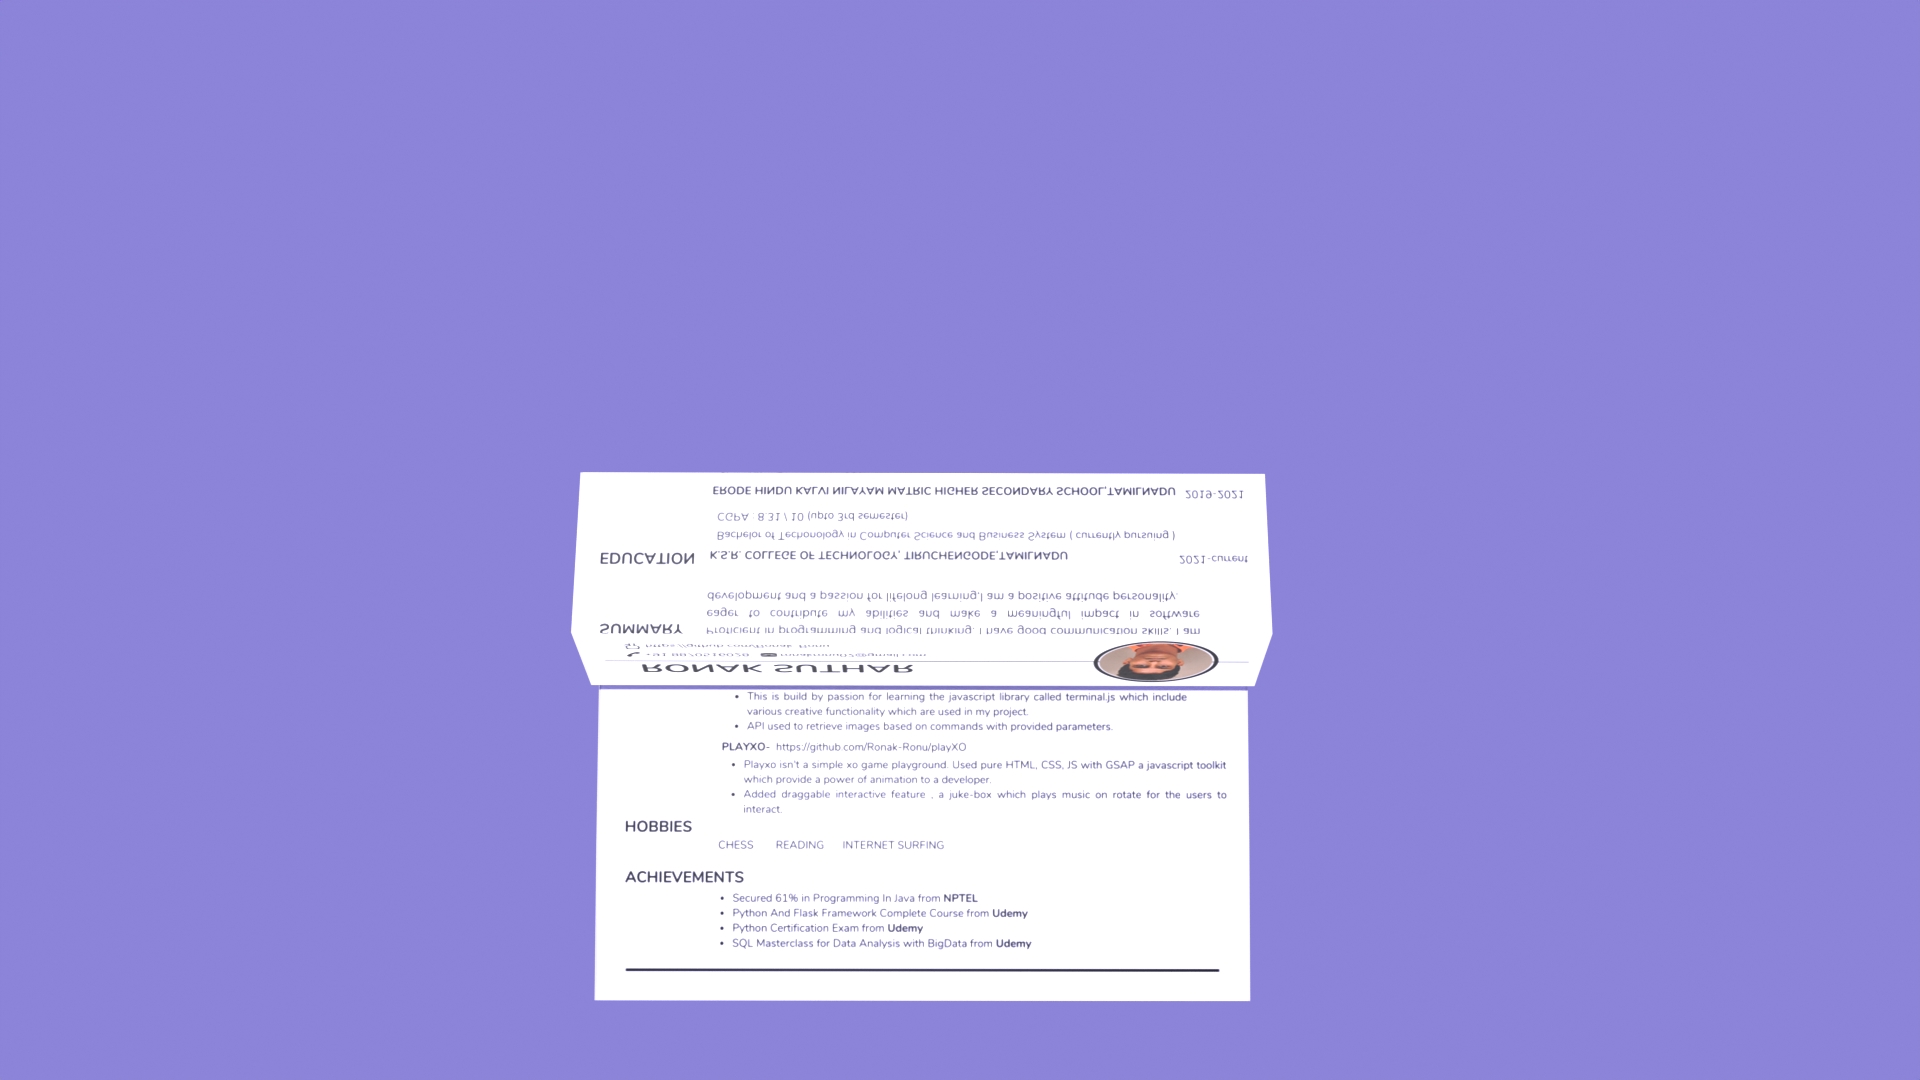 RONAK SUTHAR
https://github.com/Ronak-Ronu
SUMMARY
Proficient in programming and logical thinking. I have good communication skills. I am
eager to contribute my abilities and make a meaningful impact in software
development and a passion for lifelong learning.I am a positive attitude personality.
EDUCATION
K.S.R. COLLEGE OF TECHNOLOGY, TIRUCHENGODE,TAMILNADU 2021-current
Bachelor of Techonology in Computer Science and Business System ( currently pursuing )
CGPA : 8.31 / 10 (upto 3rd semester)
ERODE HINDU KALVI NILAYAM MATRIC HIGHER SECONDARY SCHOOL,TAMILNADU 2019-2021
• This is build by passion for learning the javascript library called terminal.js which include
various creative functionality which are used in my project.
• API used to retrieve images based on commands with provided parameters.
PLAYXO- https://github.com/Ronak-Ronu/playXO
• Playxo isn't a simple xo game playground. Used pure HTML, CSS, JS with GSAP a javascript toolkit
which provide a power of animation to a developer.
• Added draggable interactive feature , a juke-box which plays music on rotate for the users to
interact.
HOBBIES
CHESS READING INTERNET SURFING
ACHIEVEMENTS
• Secured 61% in Programming In Java from NPTEL
• Python And Flask Framework Complete Course from Udemy
• Python Certification Exam from Udemy
• SQL Masterclass for Data Analysis with BigData from Udemy